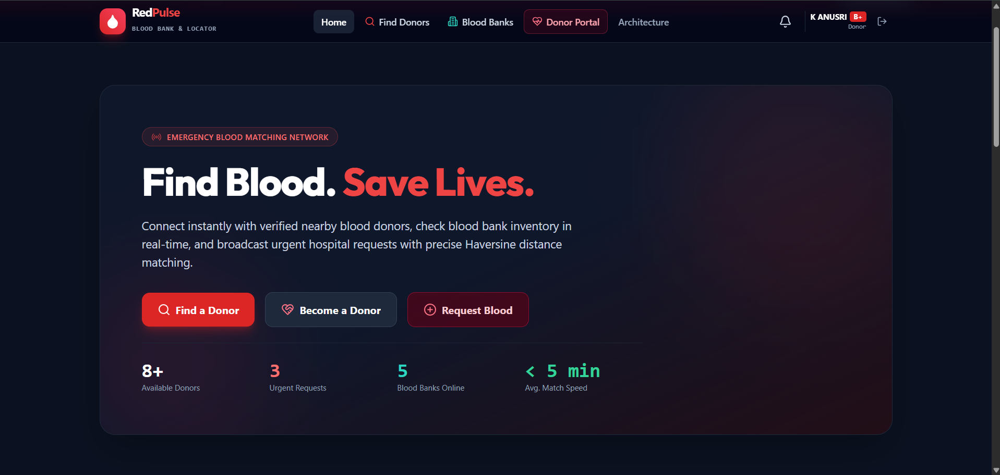 RedPulse
BLOOD BANK & LOCATOR
Home
Find Donors
Blood Banks
Donor Portal
Architecture
K ANUSRI B+
Donor
EMERGENCY BLOOD MATCHING NETWORK
Find Blood. Save Lives.
Connect instantly with verified nearby blood donors, check blood bank inventory in
real-time, and broadcast urgent hospital requests with precise Haversine distance
matching.
Find a Donor
Become a Donor
Request Blood
8+
Available Donors
3
Urgent Requests
5
Blood Banks Online
< 5 min
Avg. Match Speed